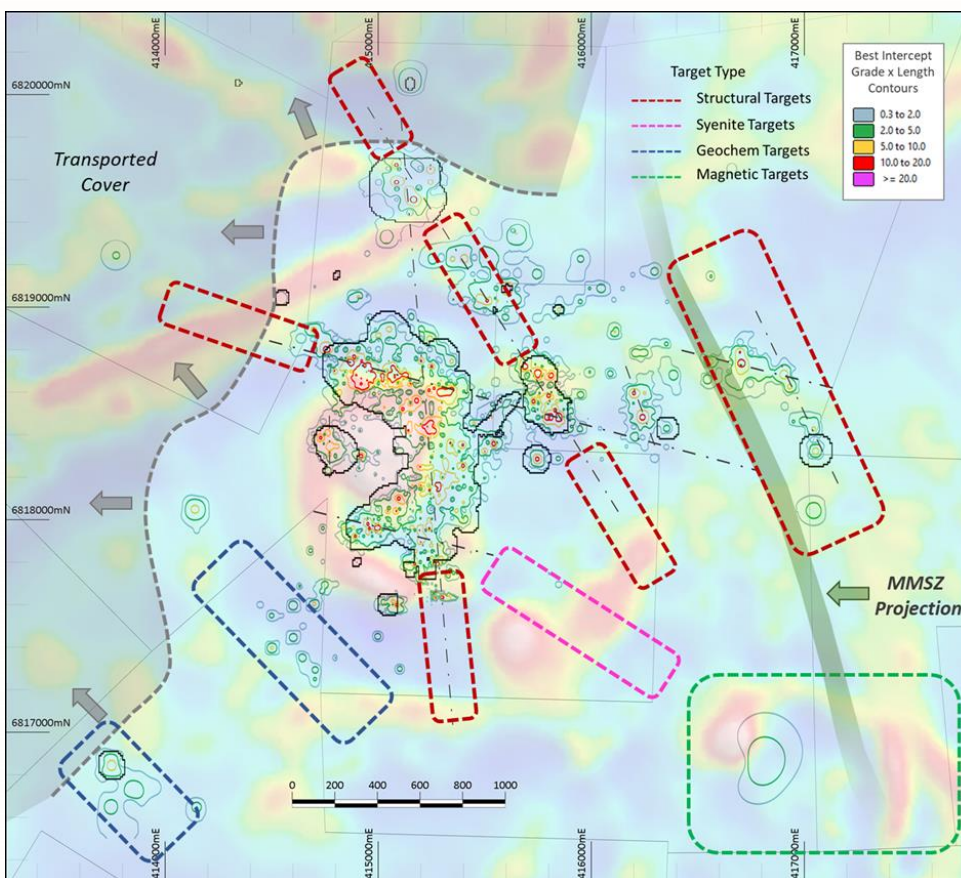 414000mE
415000mE
416000mE
417000mE
Best Intercept
Grade x Length
Contours
0.3 to 2.0
2.0 to 5.0
5.0 to 10.0
10.0 to 20.0
>= 20.0
Target Type
Structural Targets
Syenite Targets
Geochem Targets
Magnetic Targets
6820000mN
Transported
Cover
6819000mN
6818000mN
MMSZ
Projection
6817000mN
0 200 400 600 800 1000
414000mE
415000mE
416000mE
417000mE